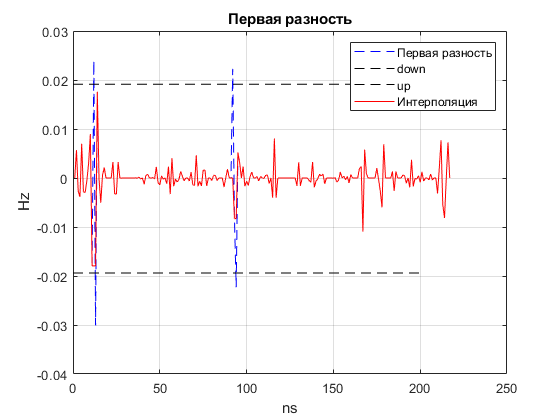 Первая разность
0.03
0.02
0.01
0
-0.01
-0.02
-0.03
-0.04
Hz
Первая разность
down
up
Интерполяция
0
50
100
150
200
250
ns